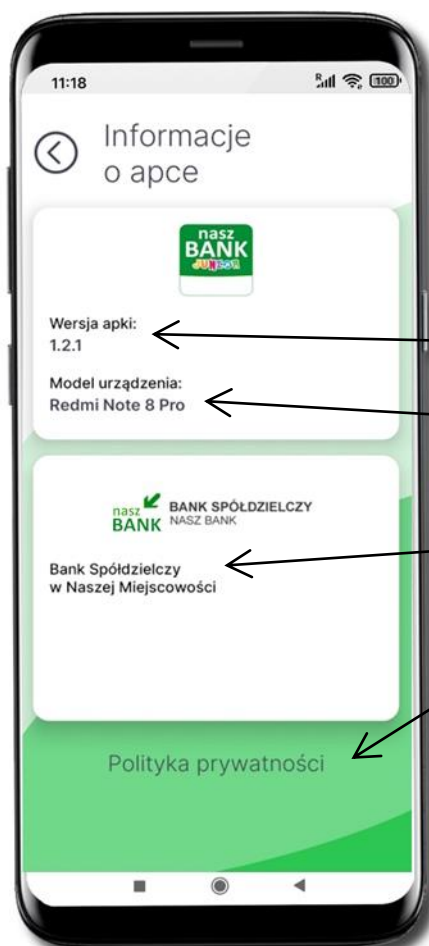 11:18
R
100
Informacje
o apce
nasz
BANK
JUNIOR
Wersja apki:
1.2.1
Model urządzenia:
Redmi Note 8 Pro
nasz
BANK
BANK SPÓŁDZIELCZY
NASZ BANK
Bank Spółdzielczy
w Naszej Miejscowości
Polityka prywatności